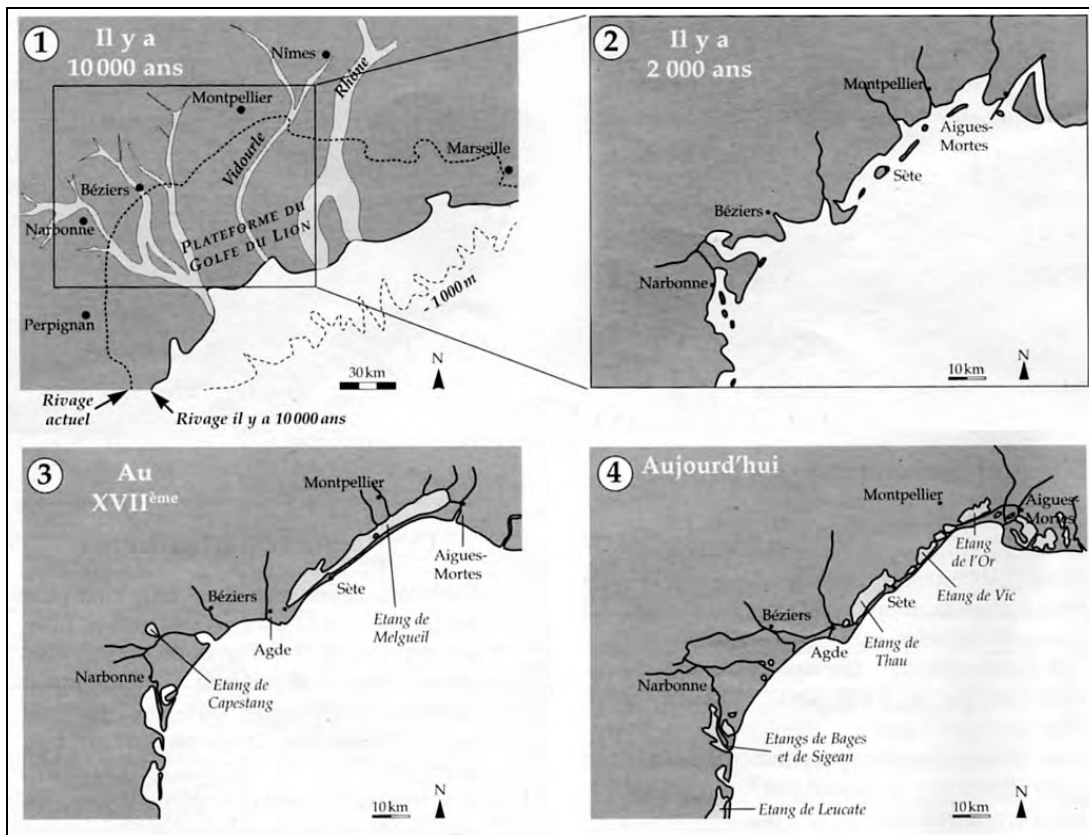 1
Il y a
10 000 ans
Nîmes
Rhône
Montpellier
Vidourle
Marseille
Béziers
Narbonne
PLATEFORME DU
GOLFE DU LION
- 1 000 m
Perpignan
30 km
N
Rivage
actuel
Rivage il y a 10 000 ans
2
Il y a
2 000 ans
Montpellier
Aigues-
Mortes
Sète
Béziers
Narbonne
10 km
N
3
Au
XVIIème
Montpellier
Aigues-
Mortes
Sète
Béziers
Etang de
Melgueil
Agde
Narbonne
Etang de
Capestang
10 km
N
4
Aujourd'hui
Montpellier
Aigues-
Mortes
Etang
de l'Or
Sète
Etang de Vic
Béziers
Agde
Etang de
Thau
Narbonne
Etangs de Bages
et de Sigean
Etang de Leucate
10 km
N